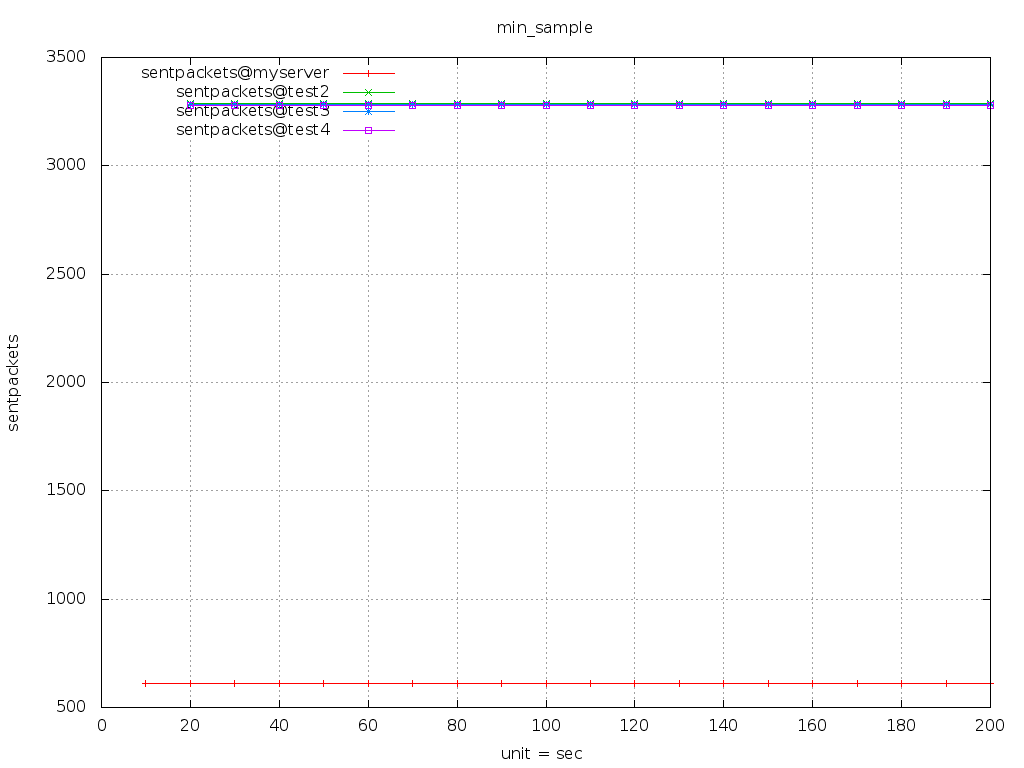 min_sample
3500
3000
2500
2000
1500
1000
500
sentpackets
sentpackets@myserver
sentpackets@test2
sentpackets@test3
sentpackets@test4
0 20 40 60 80 100 120 140 160 180 200
unit = sec